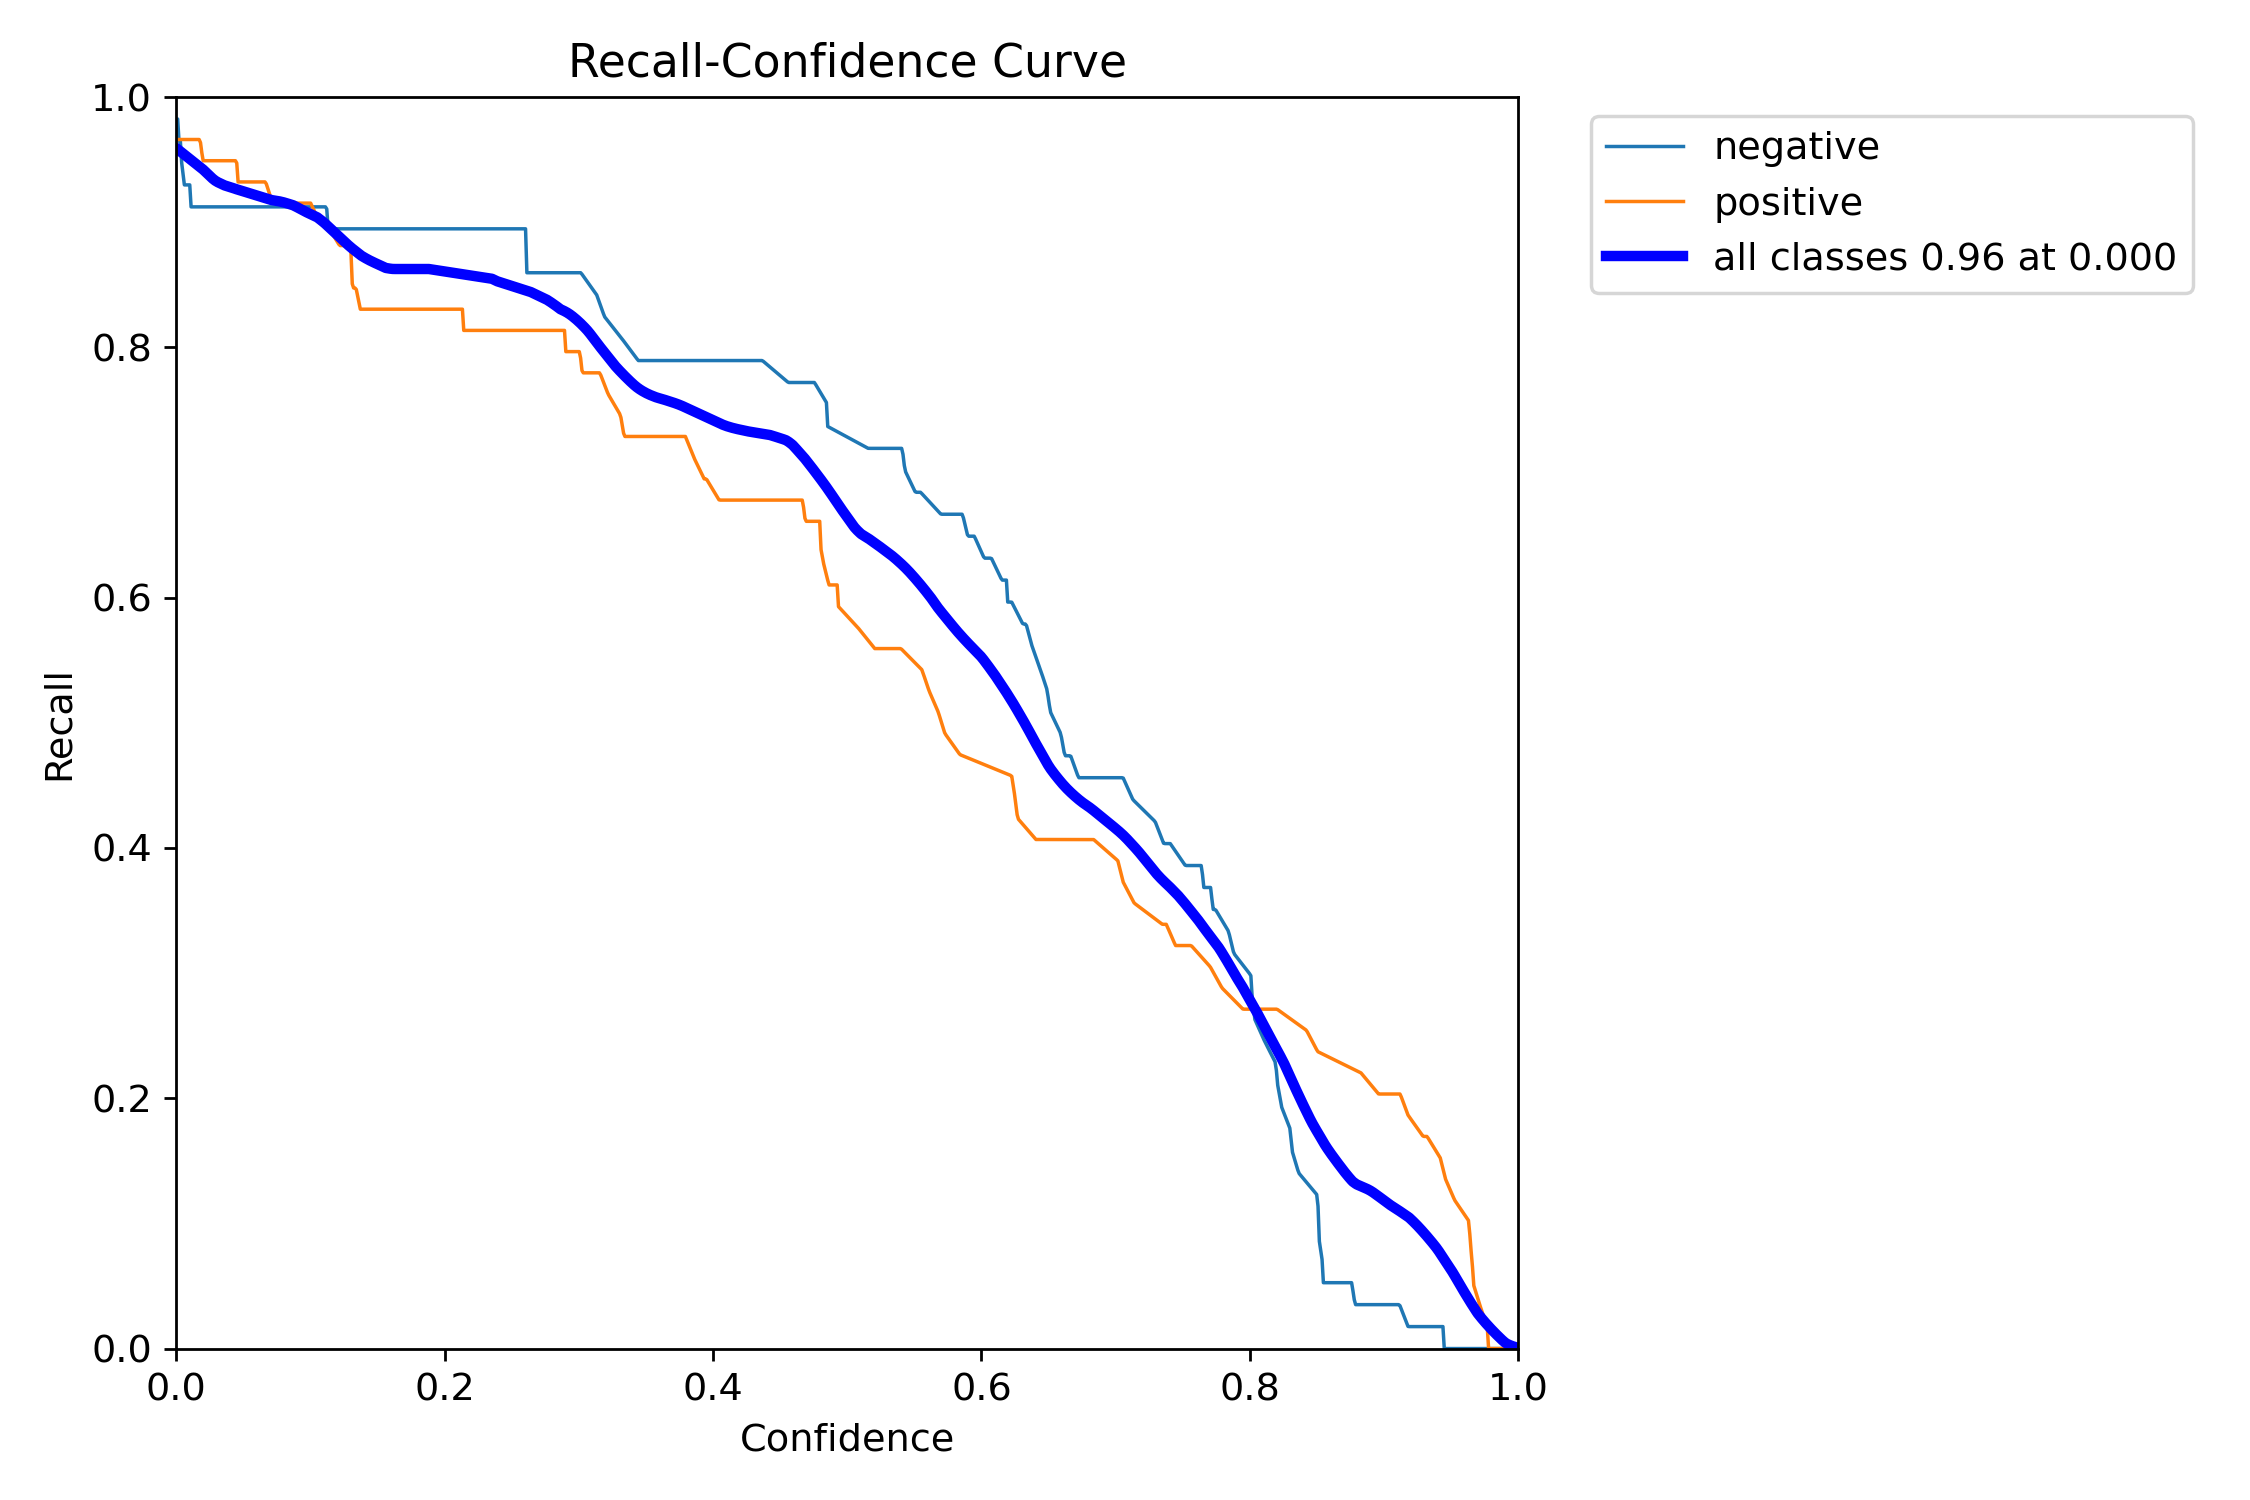 Recall-Confidence Curve
1.0
0.8
0.6
0.4
0.2
0.0
Recall
0.0 0.2 0.4 0.6 0.8 1.0
Confidence
negative
positive
all classes 0.96 at 0.000